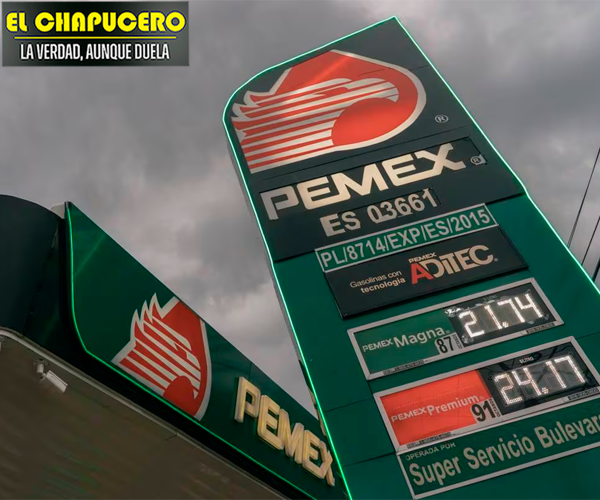 EL CHAPUCERO
LA VERDAD, AUNQUE DUELA
PEMEX
ES 03661
PL/8714/EXP/ES/2015
Gasolinas con tecnología
PEMEX ADITEC
PEMEX Magna 87 21.74
PEMEX Premium 91 24.17
OPERADA POR
Super Servicio Bulevar
PEMEX